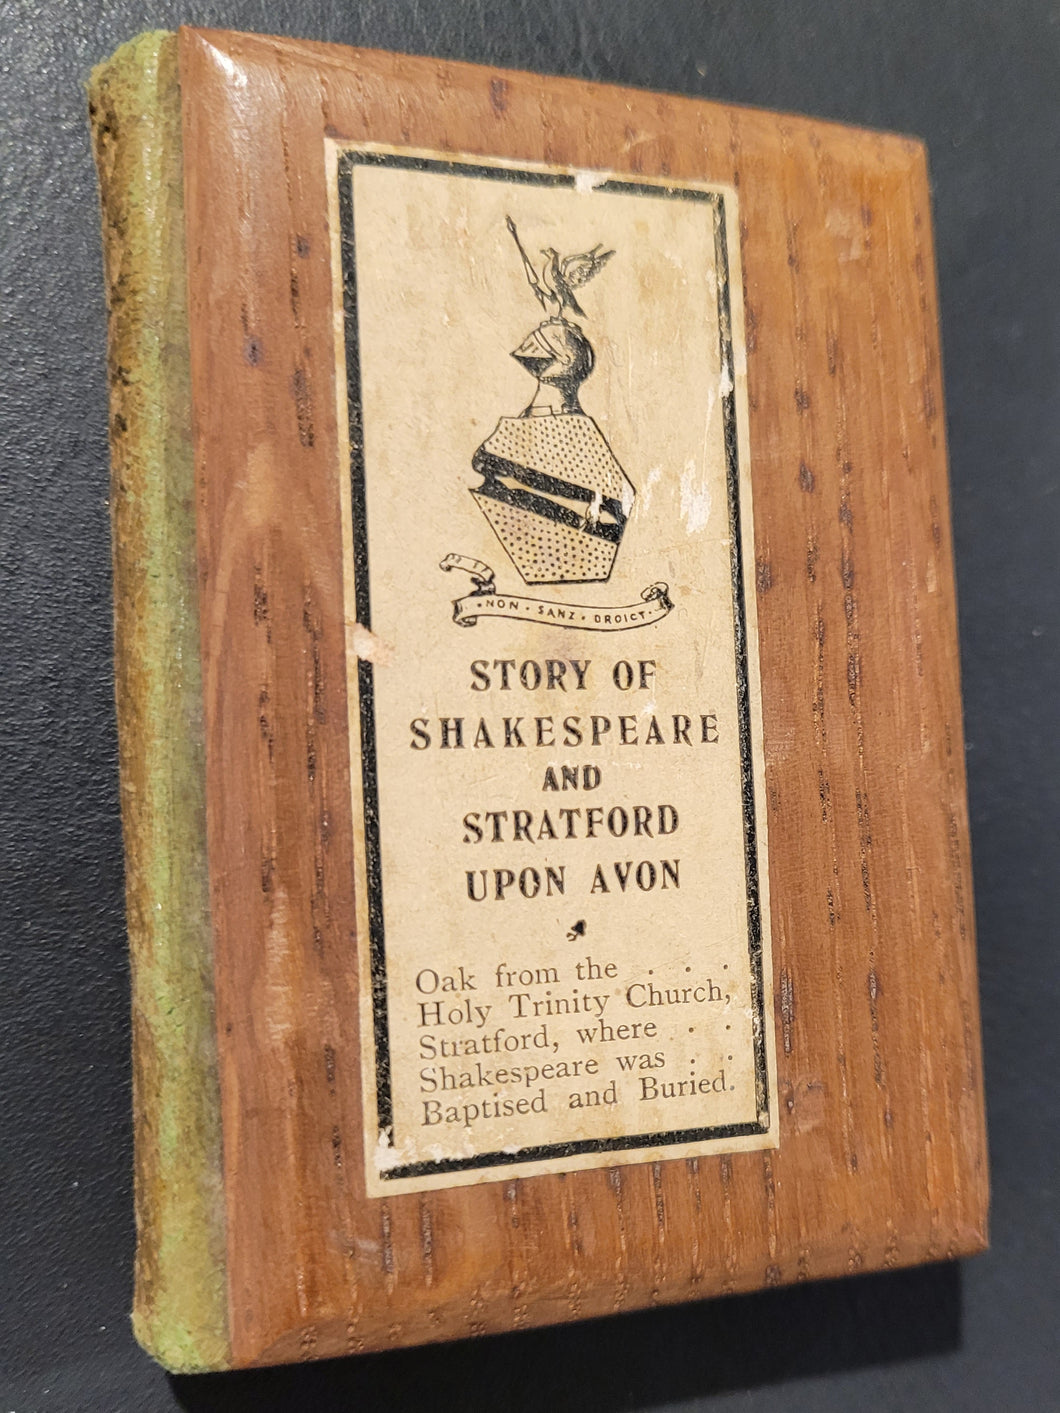 ·NON·SANZ·DROICT·
STORY OF
SHAKESPEARE
AND
STRATFORD
UPON AVON
Oak from the . . .
Holy Trinity Church,
Stratford, where . .
Shakespeare was . .
Baptised and Buried.